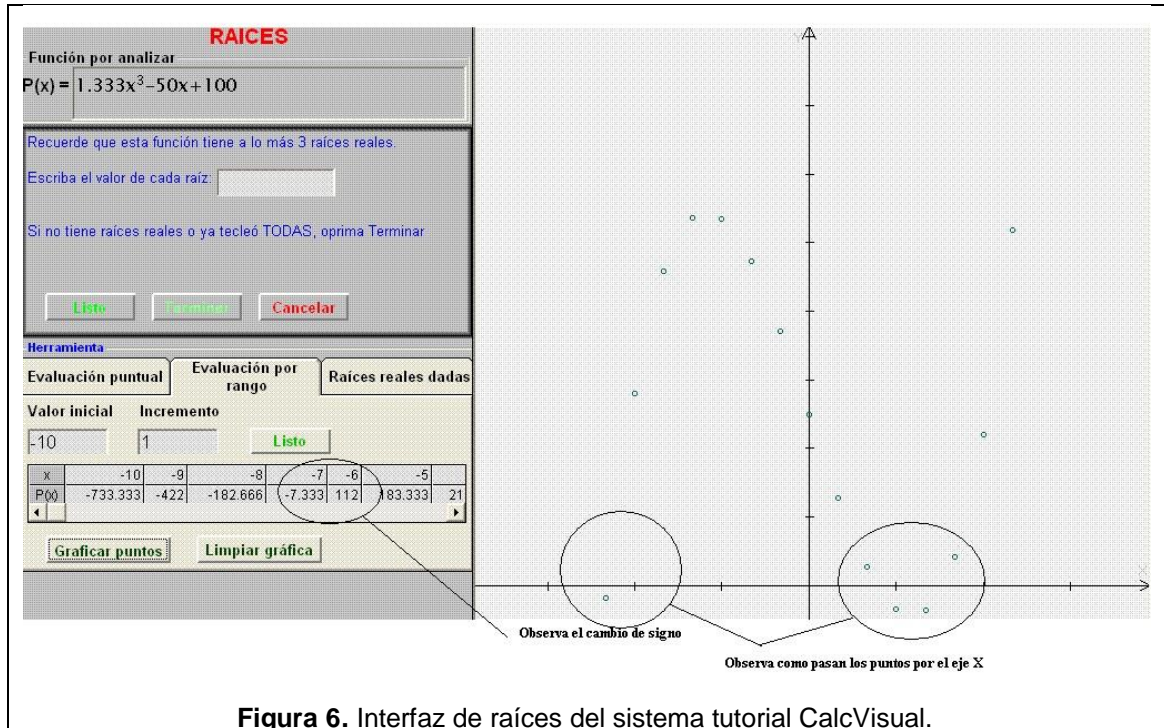 RAICES
Función por analizar
P(x) = 1.333x³-50x+100
Recuerde que esta función tiene a lo más 3 raíces reales.
Escriba el valor de cada raíz:
Si no tiene raíces reales o ya tecleó TODAS, oprima Terminar
Listo Terminar Cancelar
Herramienta
Evaluación puntual Evaluación por rango Raíces reales dadas
Valor inicial Incremento
-10 1 Listo
x -10 -9 -8 -7 -6 -5
P(x) -733.333 -422 -182.666 -7.333 112 183.333 21
Graficar puntos Limpiar gráfica
Y
X
Observa el cambio de signo
Observa como pasan los puntos por el eje X
Figura 6. Interfaz de raíces del sistema tutorial CalcVisual.